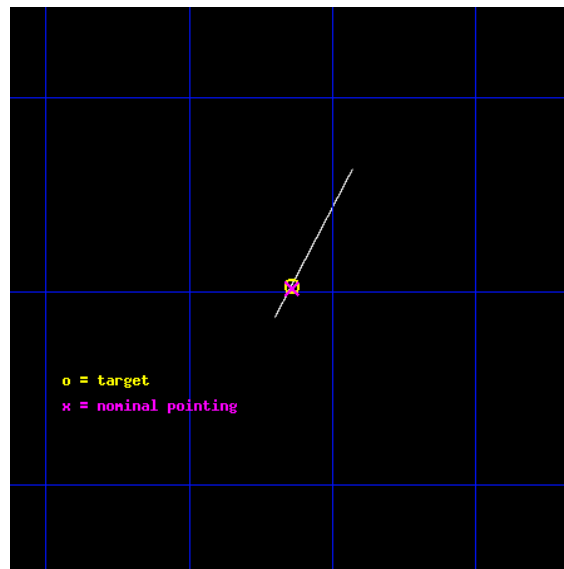 o = target
x = nominal pointing